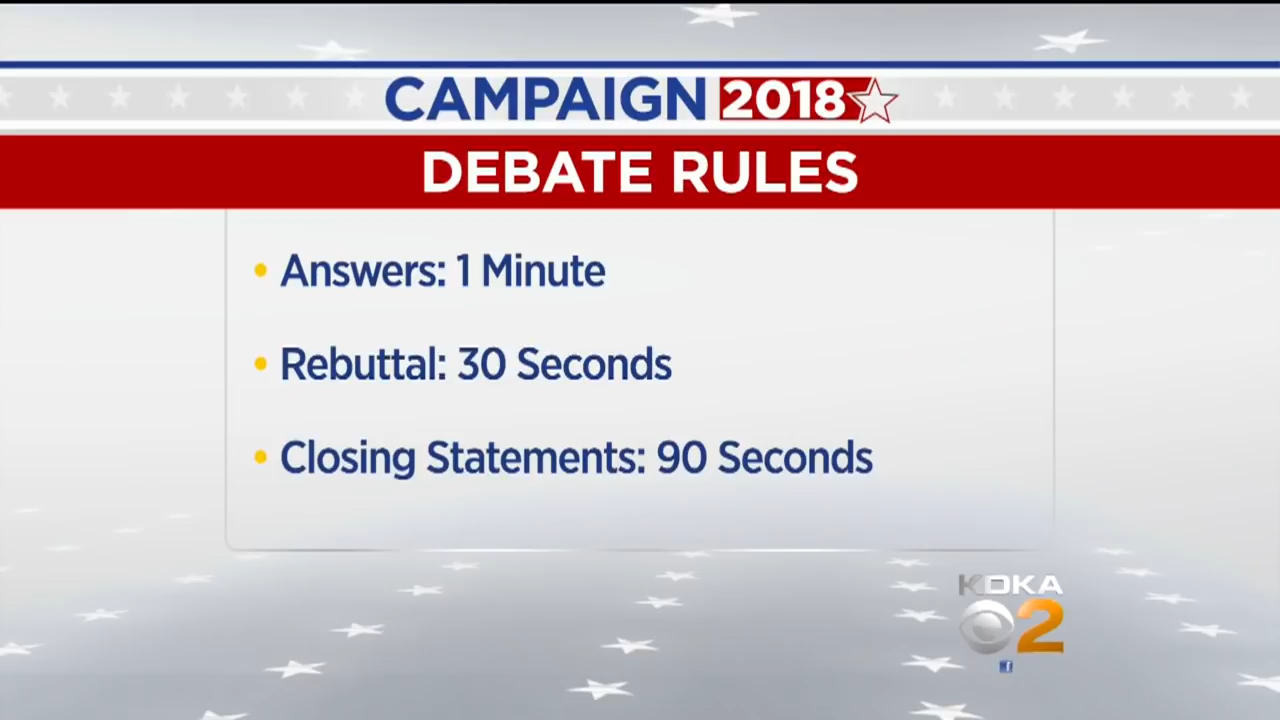 CAMPAIGN 2018
DEBATE RULES
• Answers: 1 Minute
• Rebuttal: 30 Seconds
• Closing Statements: 90 Seconds
KDKA
2
f